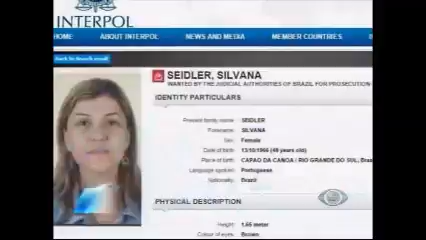 INTERPOL
HOME ABOUT INTERPOL NEWS AND MEDIA MEMBER COUNTRIES
Back to Search result
SEIDLER, SILVANA
WANTED BY THE JUDICIAL AUTHORITIES OF BRAZIL FOR PROSECUTION
IDENTITY PARTICULARS
Present family name: SEIDLER
Forename: SILVANA
Sex: Female
Date of birth: 13/10/1966 (48 years old)
Place of birth: CAPAO DA CANOA / RIO GRANDE DO SUL, Braz
Language spoken: Portuguese
Nationality: Brazil
PHYSICAL DESCRIPTION
Height: 1.65 meter
Colour of eyes: Brown